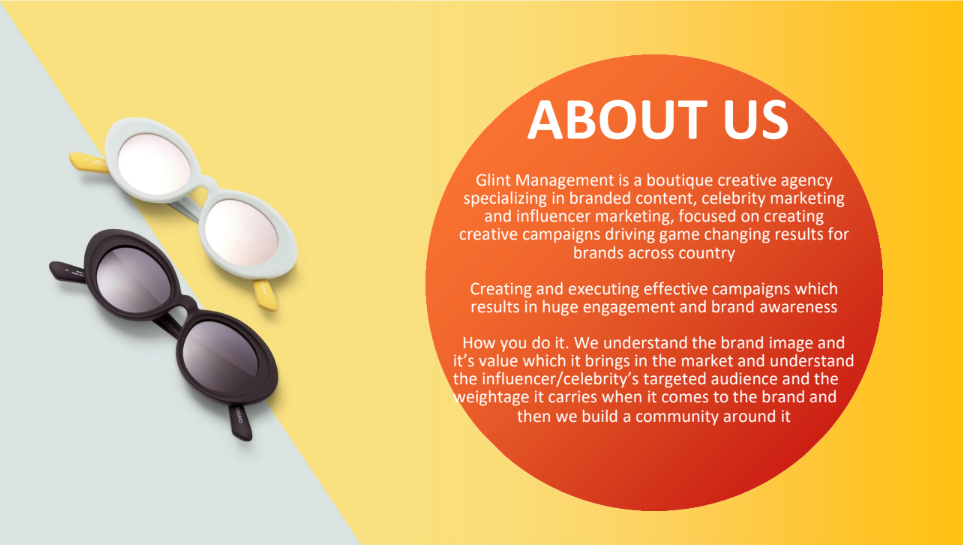 ABOUT US
Glint Management is a boutique creative agency
specializing in branded content, celebrity marketing
and influencer marketing, focused on creating
creative campaigns driving game changing results for
brands across country
Creating and executing effective campaigns which
results in huge engagement and brand awareness
How you do it. We understand the brand image and
it’s value which it brings in the market and understand
the influencer/celebrity’s targeted audience and the
weightage it carries when it comes to the brand and
then we build a community around it